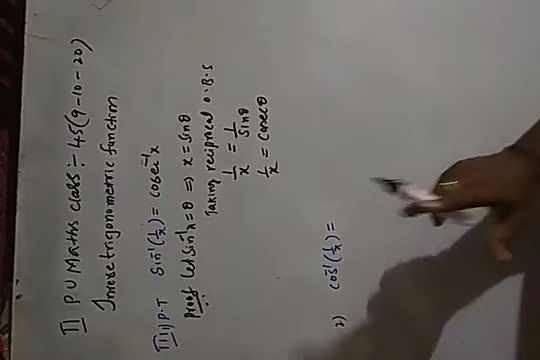 II PU Maths class:- 45(9-10-20)
Inverse trigonometric function
III) P.T sin⁻¹(1/x) = cosec⁻¹x
Proof Let sin⁻¹x = θ ⇒ x = sinθ
Taking reciprocal O.B.S
1/x = 1/sinθ
1/x = cosecθ
2) cos⁻¹(1/x) =